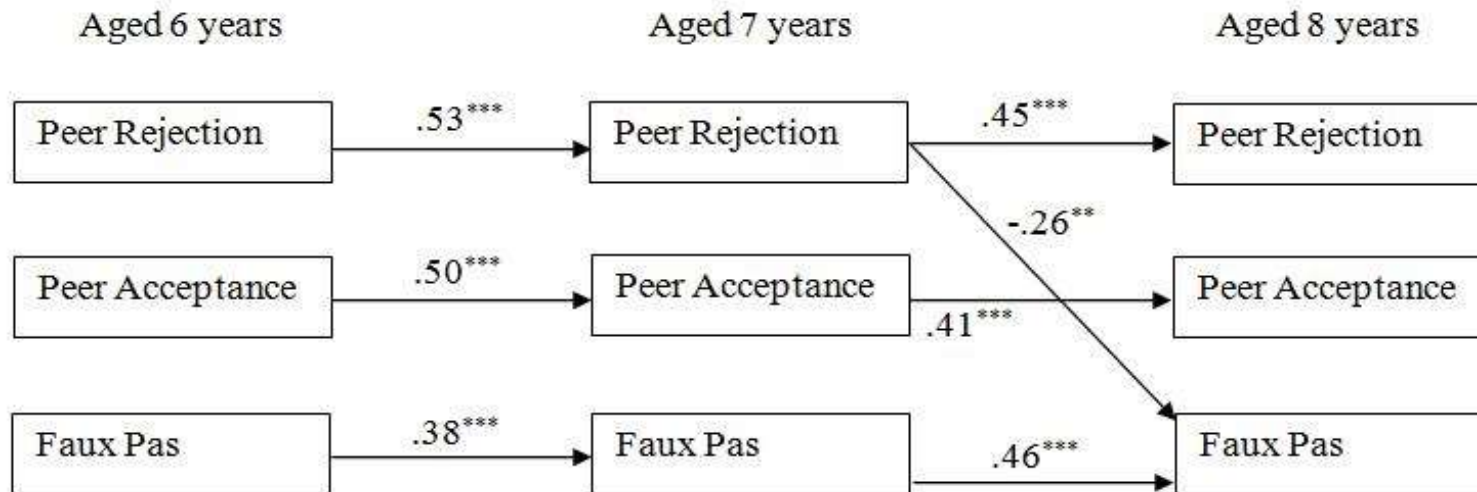 Aged 6 years Aged 7 years Aged 8 years
.53*** .45***
Peer Rejection Peer Rejection Peer Rejection
-.26**
.50***
Peer Acceptance Peer Acceptance Peer Acceptance
.41***
.38***
Faux Pas Faux Pas Faux Pas
.46***